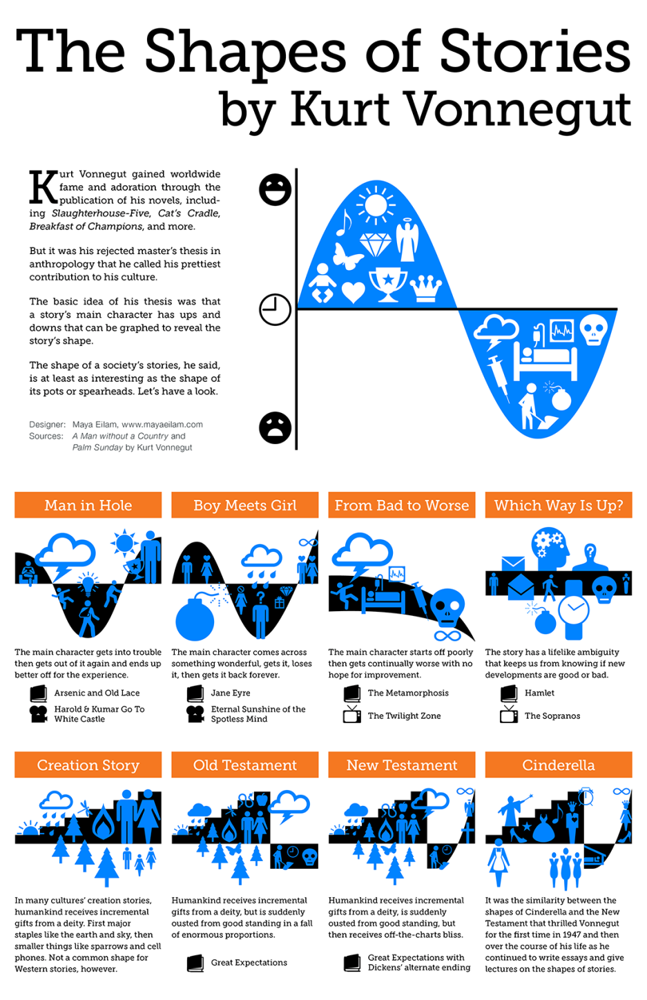 The Shapes of Stories
by Kurt Vonnegut
Kurt Vonnegut gained worldwide
fame and adoration through the
publication of his novels, includ-
ing Slaughterhouse-Five, Cat's Cradle,
Breakfast of Champions, and more.
But it was his rejected master's thesis in
anthropology that he called his prettiest
contribution to his culture.
The basic idea of his thesis was that
a story's main character has ups and
downs that can be graphed to reveal the
story's shape.
The shape of a society's stories, he said,
is at least as interesting as the shape of
its pots or spearheads. Let's have a look.
Designer: Maya Eilam, www.mayaeilam.com
Sources: A Man without a Country and
Palm Sunday by Kurt Vonnegut
Man in Hole
The main character gets into trouble
then gets out of it again and ends up
better off for the experience.
Arsenic and Old Lace
Harold & Kumar Go To
White Castle
Boy Meets Girl
?
The main character comes across
something wonderful, gets it, loses
it, then gets it back forever.
Jane Eyre
Eternal Sunshine of the
Spotless Mind
From Bad to Worse
The main character starts off poorly
then gets continually worse with no
hope for improvement.
The Metamorphosis
The Twilight Zone
Which Way Is Up?
?
The story has a lifelike ambiguity
that keeps us from knowing if new
developments are good or bad.
Hamlet
The Sopranos
Creation Story
In many cultures' creation stories,
humankind receives incremental
gifts from a deity. First major
staples like the earth and sky, then
smaller things like sparrows and cell
phones. Not a common shape for
Western stories, however.
Old Testament
Humankind receives incremental
gifts from a deity, but is suddenly
ousted from good standing in a fall
of enormous proportions.
Great Expectations
New Testament
Humankind receives incremental
gifts from a deity, is suddenly
ousted from good standing, but
then receives off-the-charts bliss.
Great Expectations with
Dickens' alternate ending
Cinderella
It was the similarity between the
shapes of Cinderella and the New
Testament that thrilled Vonnegut
for the first time in 1947 and then
over the course of his life as he
continued to write essays and give
lectures on the shapes of stories.